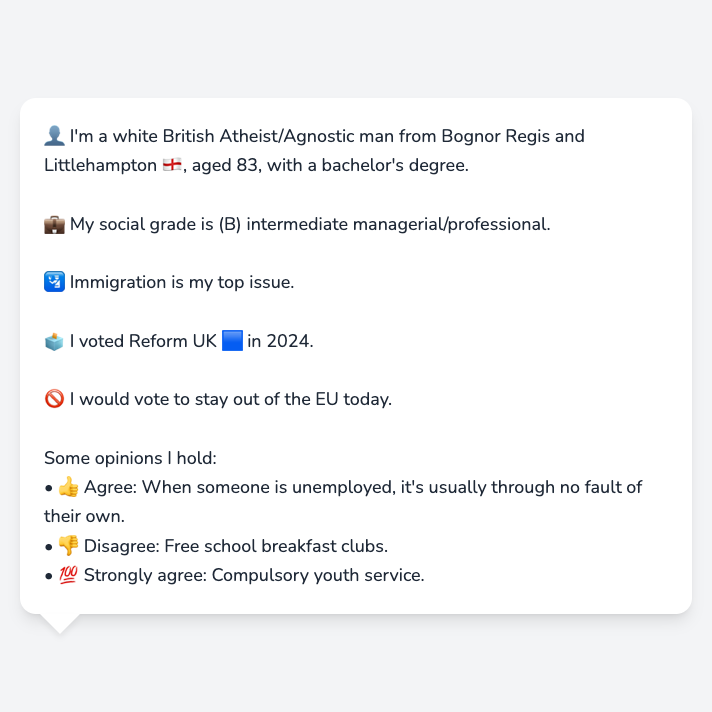 👤 I'm a white British Atheist/Agnostic man from Bognor Regis and
Littlehampton 🏴󠁧󠁢󠁥󠁮󠁧󠁿, aged 83, with a bachelor's degree.
💼 My social grade is (B) intermediate managerial/professional.
🛂 Immigration is my top issue.
🗳️ I voted Reform UK 🟦 in 2024.
🚫 I would vote to stay out of the EU today.
Some opinions I hold:
• 👍 Agree: When someone is unemployed, it's usually through no fault of
their own.
• 👎 Disagree: Free school breakfast clubs.
• 💯 Strongly agree: Compulsory youth service.